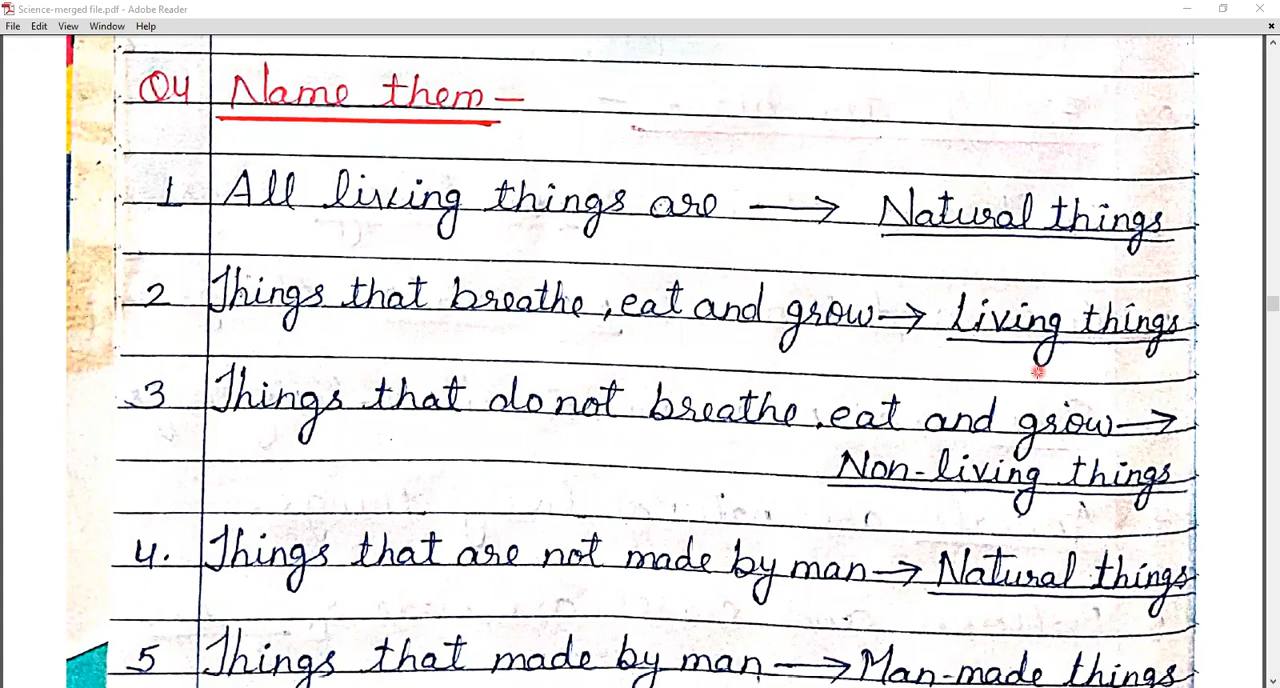 Science-merged file.pdf - Adobe Reader
File Edit View Window Help
Q4 Name them -
1 All living things are → Natural things
2 Things that breathe, eat and grow → Living things
3 Things that do not breathe, eat and grow →
Non-living things
4. Things that are not made by man → Natural things
5 Things that made by man → Man-made things